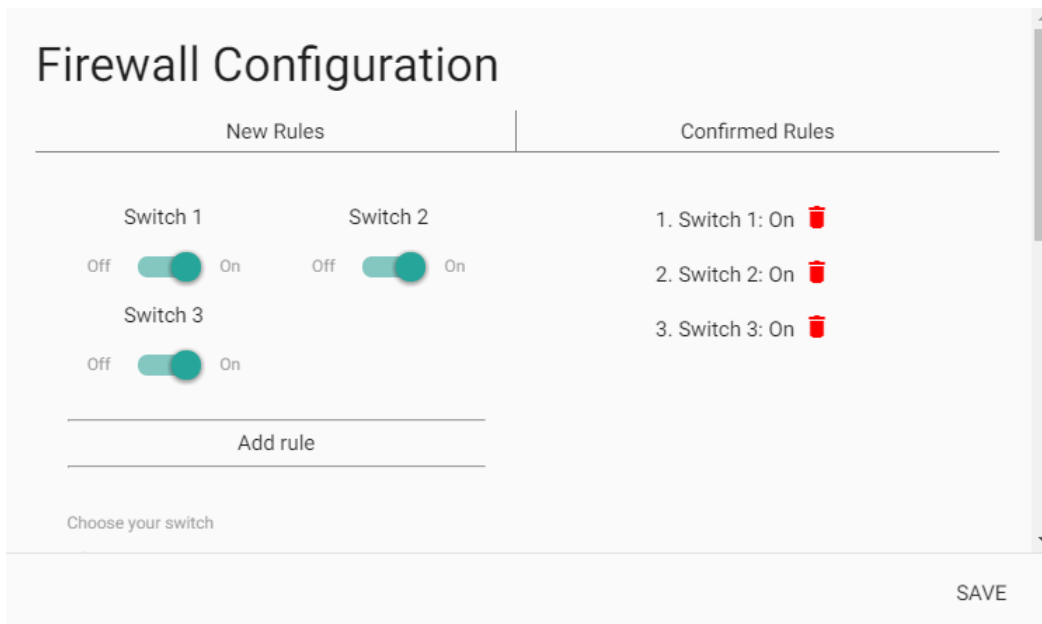 Firewall Configuration
New Rules
Confirmed Rules
Switch 1
Switch 2
Off On
Off On
Switch 3
Off On
Add rule
Choose your switch
1. Switch 1: On
2. Switch 2: On
3. Switch 3: On
SAVE